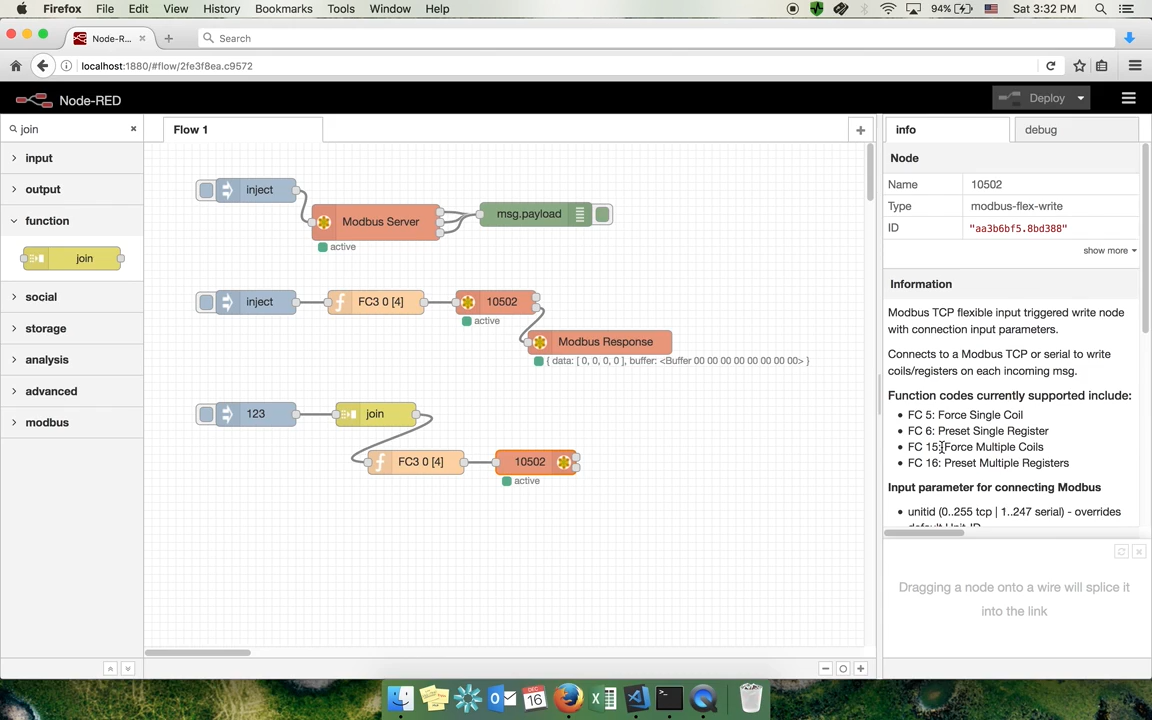 Firefox File Edit View History Bookmarks Tools Window Help 94% Sat 3:32 PM
Node-R... Search
localhost:1880/#flow/2fe3f8ea.c9572
Node-RED Deploy
join Flow 1 info debug
input
output
function
join
social
storage
analysis
advanced
modbus
inject
Modbus Server
active
msg.payload
inject FC3 0 [4] 10502
active
Modbus Response
{ data: [ 0, 0, 0, 0 ], buffer: <Buffer 00 00 00 00 00 00 00 00> }
123 join
FC3 0 [4] 10502
active
Node
Name 10502
Type modbus-flex-write
ID "aa3b6bf5.8bd388"
show more
Information
Modbus TCP flexible input triggered write node
with connection input parameters.
Connects to a Modbus TCP or serial to write
coils/registers on each incoming msg.
Function codes currently supported include:
• FC 5: Force Single Coil
• FC 6: Preset Single Register
• FC 15: Force Multiple Coils
• FC 16: Preset Multiple Registers
Input parameter for connecting Modbus
• unitid (0..255 tcp | 1..247 serial) - overrides
default Unit-ID
Dragging a node onto a wire will splice it
into the link
DEC
16